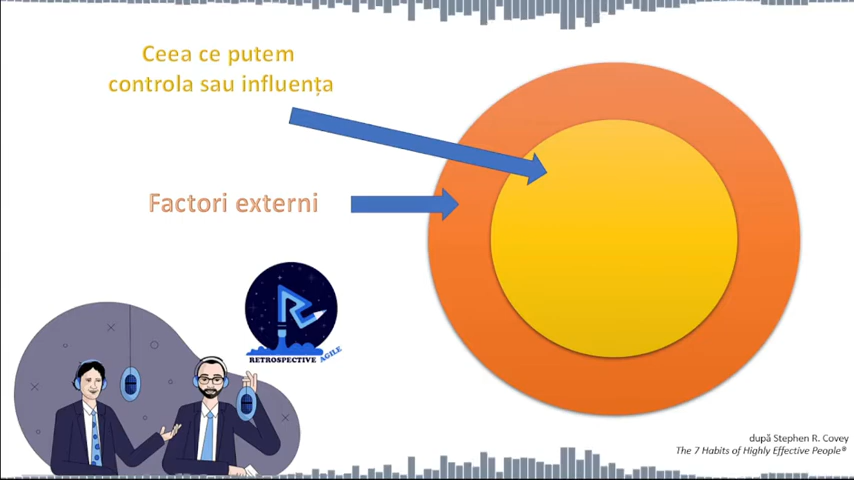 Ceea ce putem
controla sau influența
Factori externi
RETROSPECTIVE AGILE
după Stephen R. Covey
The 7 Habits of Highly Effective People®